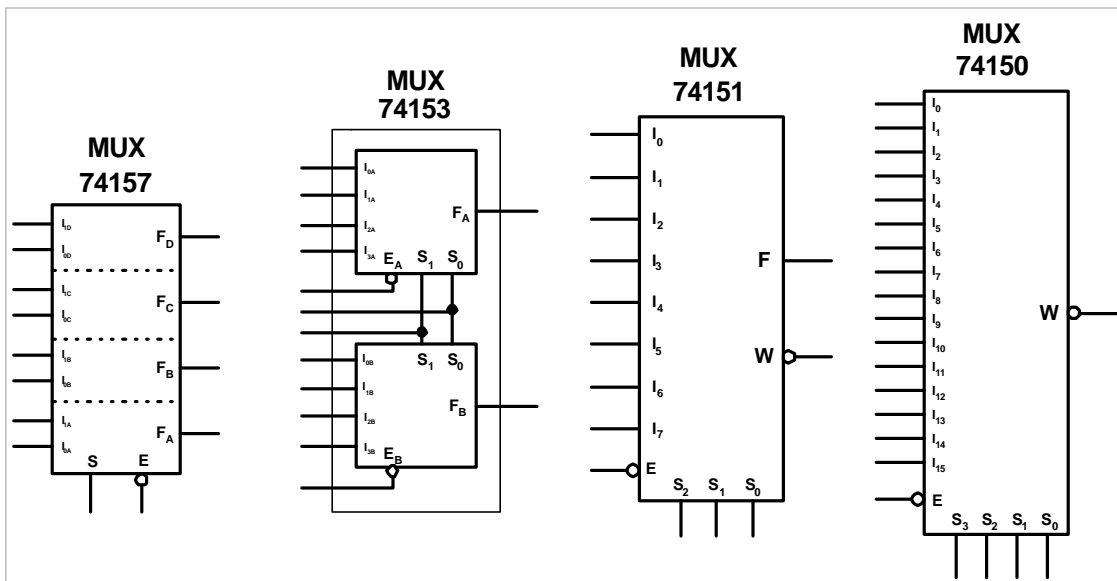 MUX
74157
I1D
I0D
FD
I1C
I0C
FC
I1B
I0B
FB
I1A
I0A
FA
S
E
MUX
74153
I0A
I1A
I2A
I3A
FA
EA
S1
S0
S1
S0
I0B
I1B
I2B
I3B
FB
EB
MUX
74151
I0
I1
I2
I3
I4
I5
I6
I7
F
W
E
S2
S1
S0
MUX
74150
I0
I1
I2
I3
I4
I5
I6
I7
I8
I9
I10
I11
I12
I13
I14
I15
W
E
S3
S2
S1
S0